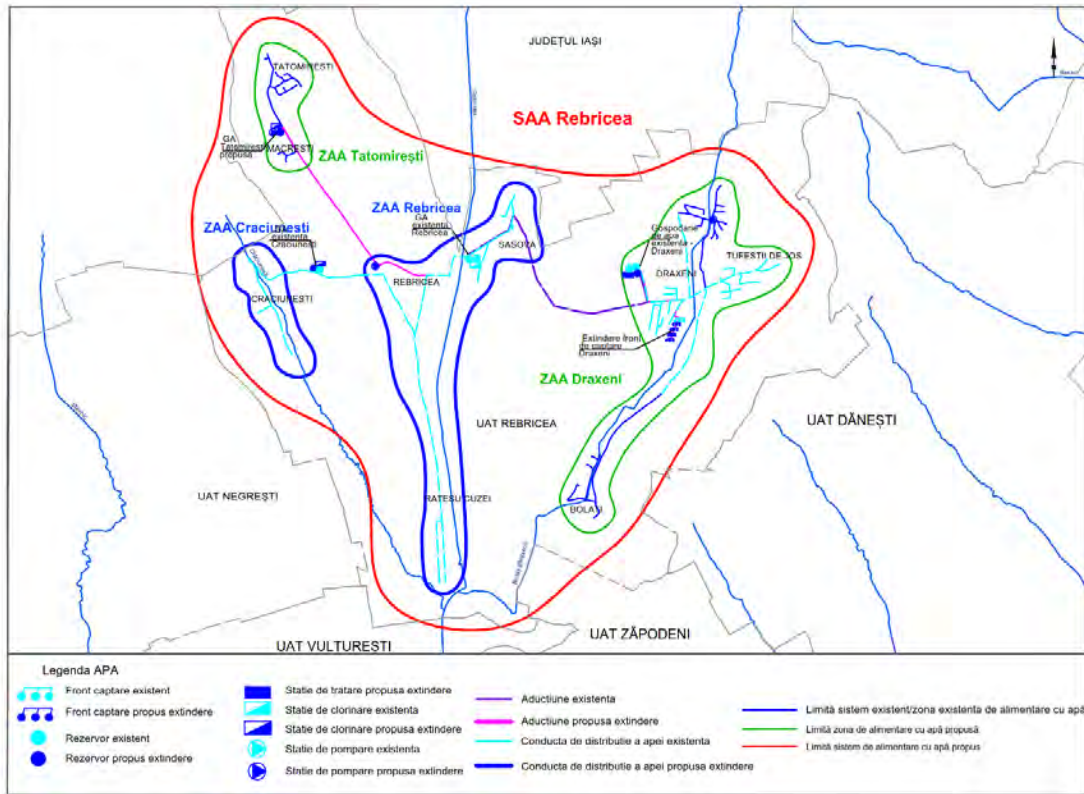 JUDEȚUL IAȘI
TATOMIREȘTI
SAA Rebricea
GA
Tatomirești
propusa
MACREȘTI
ZAA Tatomirești
ZAA Rebricea
GA
existenta
Rebricea
ZAA Craciunesti
existenta
Craciunesti
SASOVA
Gospodarie
de apa
existenta -
Draxeni
DRAXENI
TUFESTII DE JOS
REBRICEA
CRACIUNESTI
Extindere front
de captare
Draxeni
ZAA Draxeni
UAT REBRICEA
UAT DĂNEȘTI
UAT NEGREȘTI
RATESU CUZEI
BOLATI
UAT ZĂPODENI
UAT VULTUREȘTI
Legenda APA
Front captare existent
Front captare propus extindere
Rezervor existent
Rezervor propus extindere
Statie de tratare propusa extindere
Statie de clorinare existenta
Statie de clorinare propusa extindere
Statie de pompare existenta
Statie de pompare propusa extindere
Aductiune existenta
Aductiune propusa extindere
Conducta de distributie a apei existenta
Conducta de distributie a apei propusa extindere
Limită sistem existent/zona existenta de alimentare cu apă
Limită zona de alimentare cu apă propusă
Limită sistem de alimentare cu apă propus